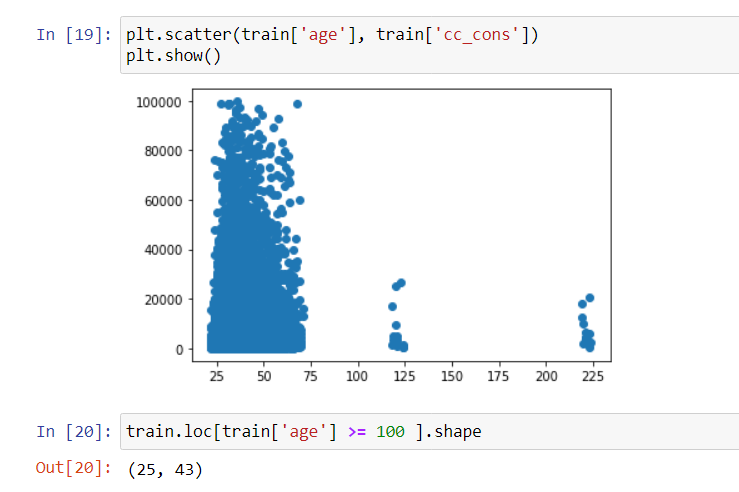 In [19]: plt.scatter(train['age'], train['cc_cons'])
plt.show()
100000
80000
60000
40000
20000
0
25 50 75 100 125 150 175 200 225
In [20]: train.loc[train['age'] >= 100 ].shape
Out[20]: (25, 43)